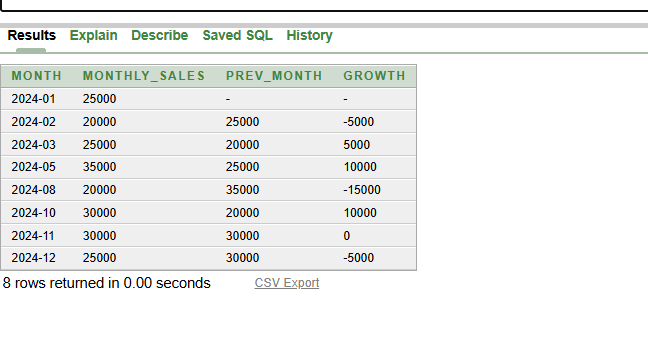 Results Explain Describe Saved SQL History
MONTH MONTHLY_SALES PREV_MONTH GROWTH
2024-01 25000 - -
2024-02 20000 25000 -5000
2024-03 25000 20000 5000
2024-05 35000 25000 10000
2024-08 20000 35000 -15000
2024-10 30000 20000 10000
2024-11 30000 30000 0
2024-12 25000 30000 -5000
8 rows returned in 0.00 seconds CSV Export